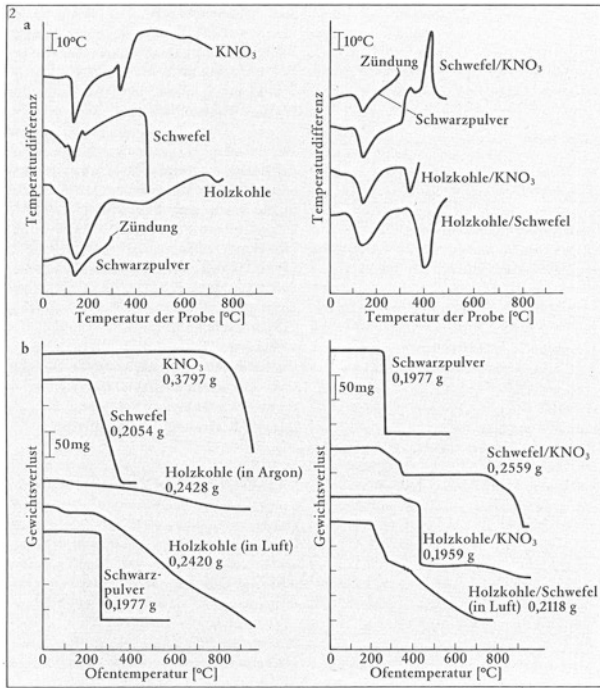 2
a
10°C
KNO₃
Schwefel
Holzkohle
Zündung
Schwarzpulver
Temperaturdifferenz
0 200 400 600 800
Temperatur der Probe [°C]
10°C
Zündung
Schwefel/KNO₃
Schwarzpulver
Holzkohle/KNO₃
Holzkohle/Schwefel
Temperaturdifferenz
0 200 400 600 800
Temperatur der Probe [°C]
b
KNO₃
0,3797 g
Schwefel
0,2054 g
50mg
Holzkohle (in Argon)
0,2428 g
Holzkohle (in Luft)
0,2420 g
Schwarz-
pulver
0,1977 g
Gewichtsverlust
0 200 400 600 800
Ofentemperatur [°C]
Schwarzpulver
0,1977 g
50mg
Schwefel/KNO₃
0,2559 g
Holzkohle/KNO₃
0,1959 g
Holzkohle/Schwefel
(in Luft) 0,2118 g
Gewichtsverlust
0 200 400 600 800
Ofentemperatur [°C]